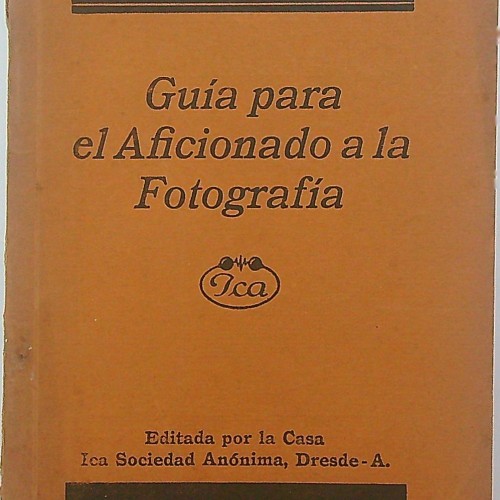 Guía para
el Aficionado a la
Fotografía
Ica
Editada por la Casa
Ica Sociedad Anónima, Dresde-A.